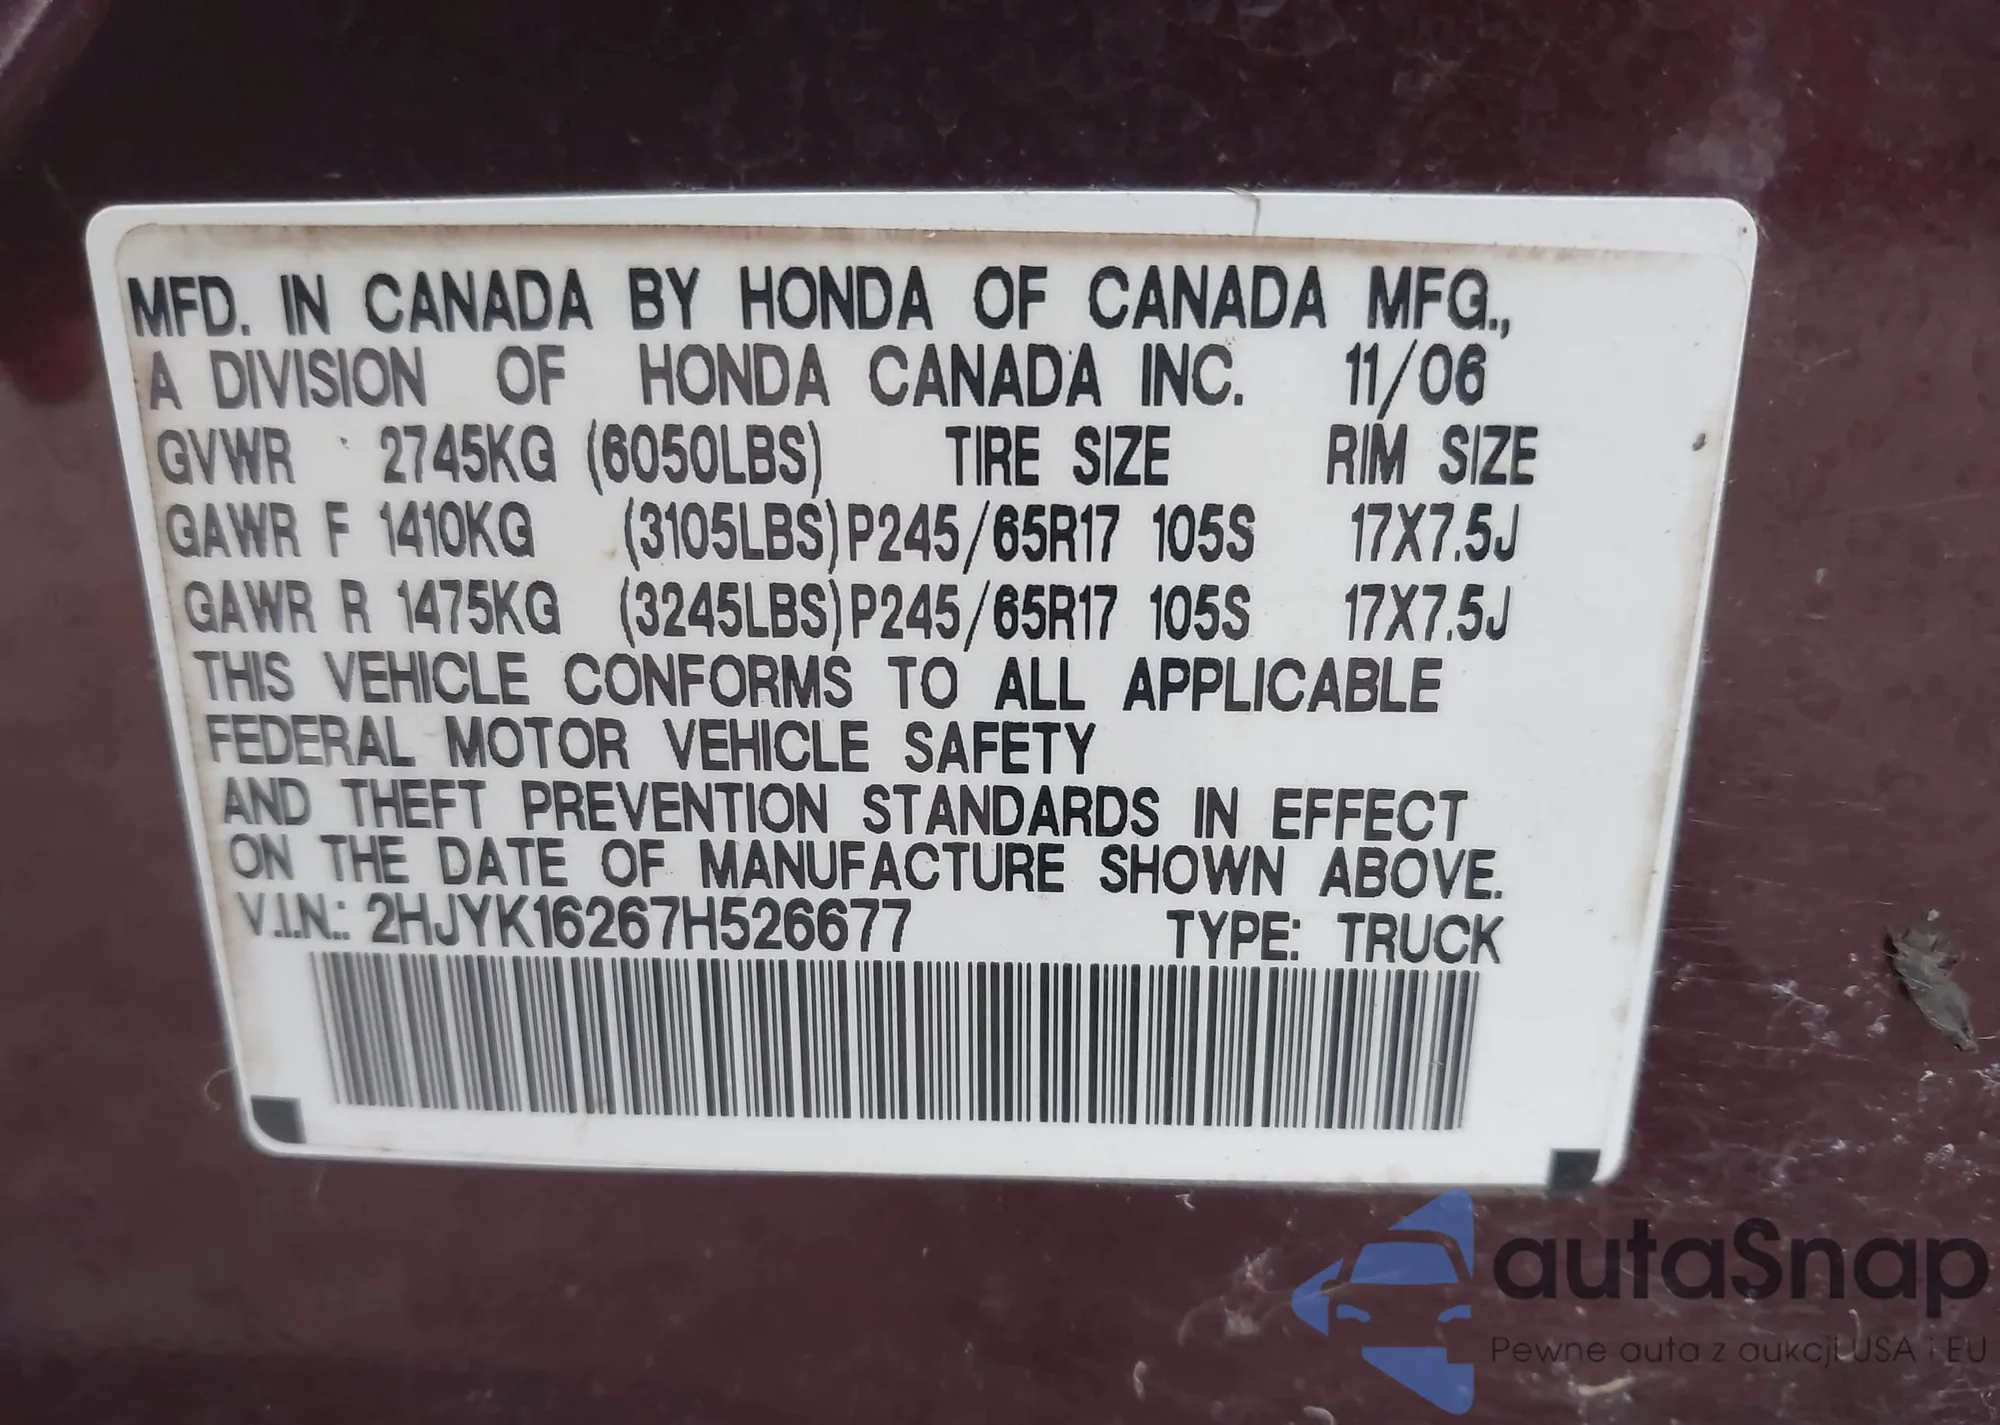 MFD. IN CANADA BY HONDA OF CANADA MFG.,
A DIVISION OF HONDA CANADA INC. 11/06
GVWR 2745KG (6050LBS) TIRE SIZE RIM SIZE
GAWR F 1410KG (3105LBS) P245/65R17 105S 17X7.5J
GAWR R 1475KG (3245LBS) P245/65R17 105S 17X7.5J
THIS VEHICLE CONFORMS TO ALL APPLICABLE
FEDERAL MOTOR VEHICLE SAFETY
AND THEFT PREVENTION STANDARDS IN EFFECT
ON THE DATE OF MANUFACTURE SHOWN ABOVE.
V.I.N.: 2HJYK16267H526677 TYPE: TRUCK
autaSnap
Pewne auta z aukcji USA i EU